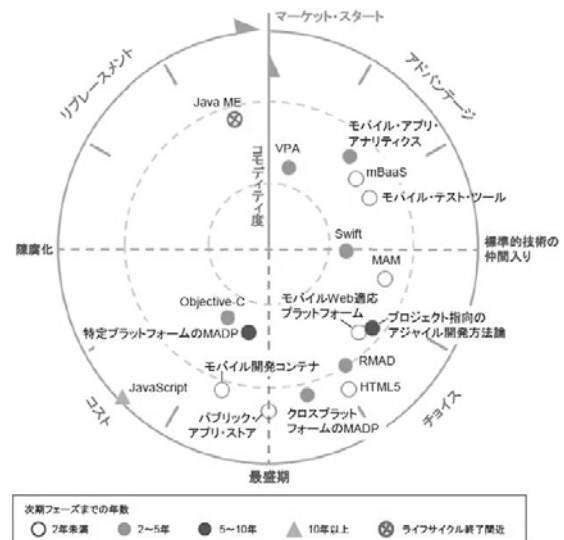 マーケット・スタート
リプレースメント
アドバンテージ
Java ME
コモディティ度
VPA
モバイル・アプリ・
アナリティクス
mBaaS
モバイル・テスト・ツール
Swift
陳腐化
標準的技術の
仲間入り
MAM
Objective-C
モバイルWeb適応
プラットフォーム
プロジェクト指向の
アジャイル開発方法論
特定プラットフォームのMADP
モバイル開発コンテナ
RMAD
JavaScript
HTML5
コスト
パブリック・
アプリ・ストア
クロスプラット
フォームのMADP
チョイス
最盛期
次期フェーズまでの年数
2年未満
2～5年
5～10年
10年以上
ライフサイクル終了間近